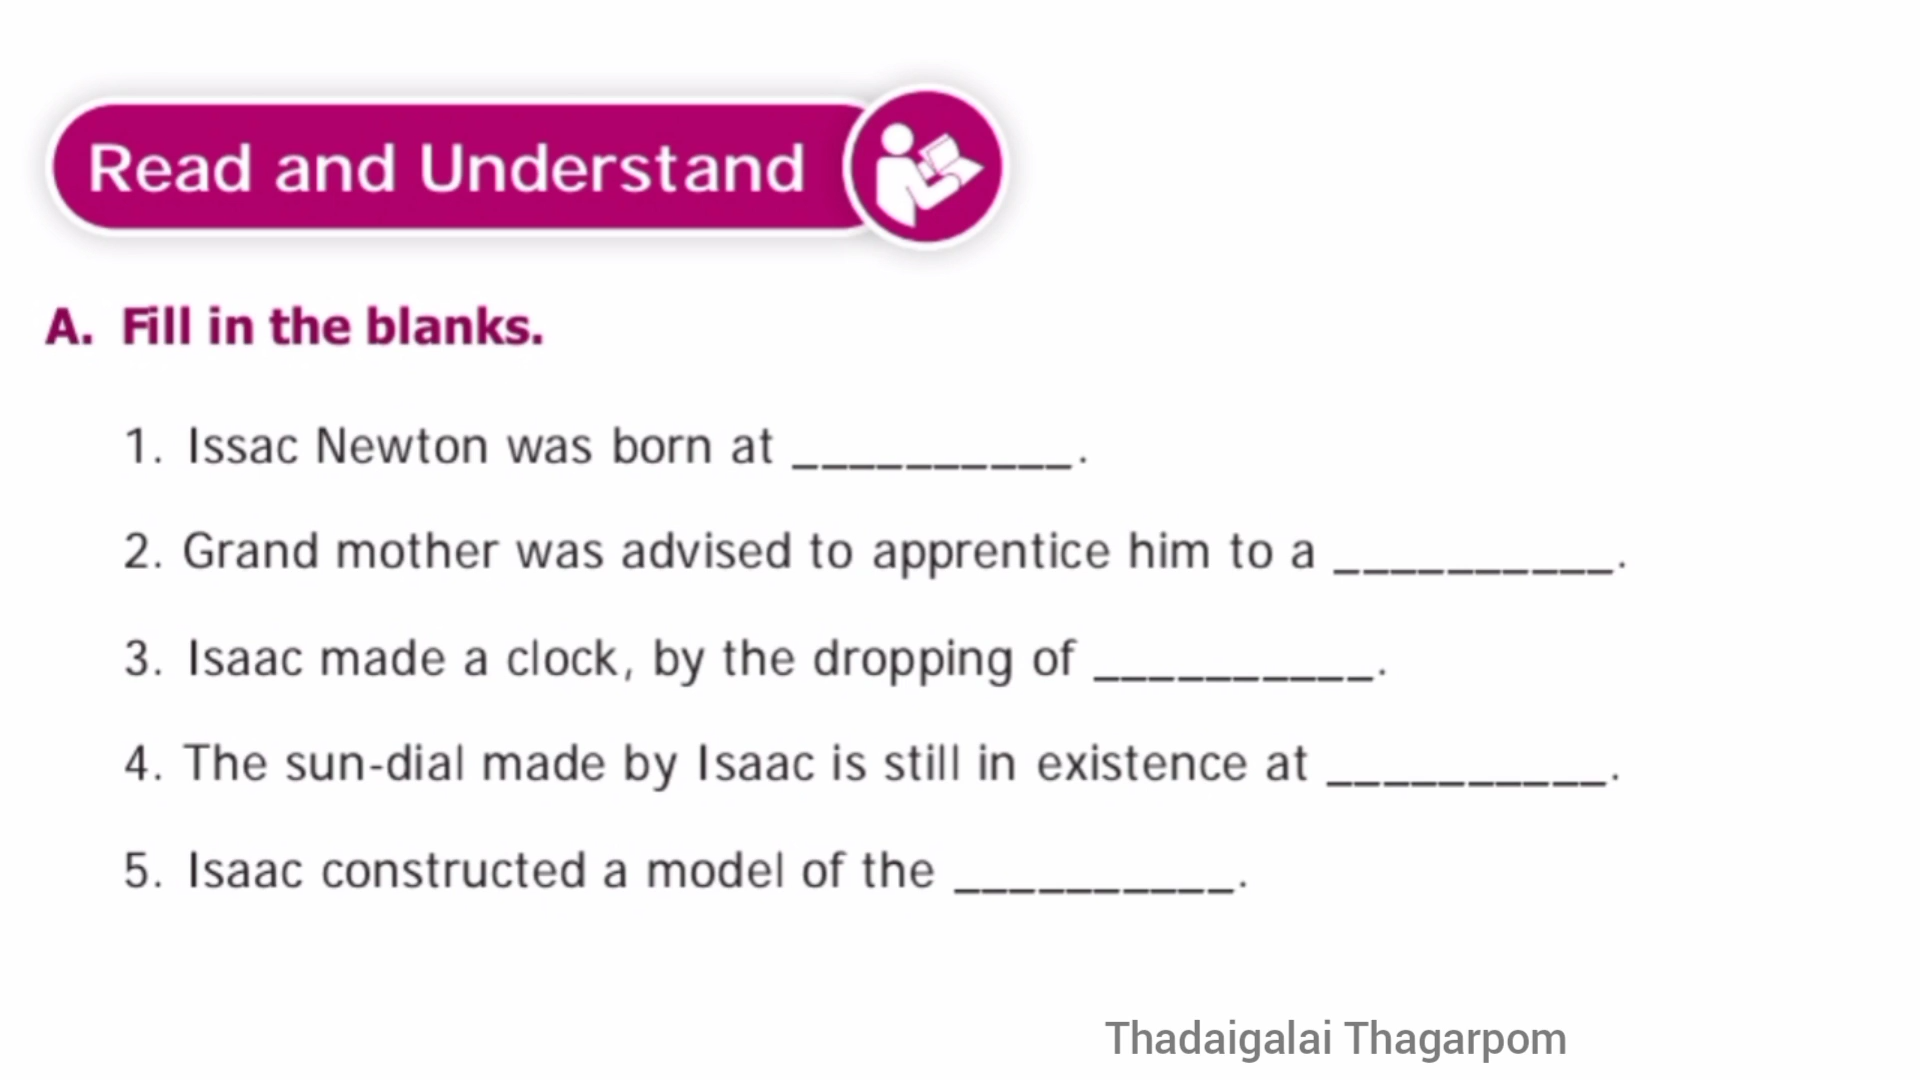 Read and Understand
A. Fill in the blanks.
1. Issac Newton was born at __________.
2. Grand mother was advised to apprentice him to a __________.
3. Isaac made a clock, by the dropping of __________.
4. The sun-dial made by Isaac is still in existence at __________.
5. Isaac constructed a model of the __________.
Thadaigalai Thagarpom